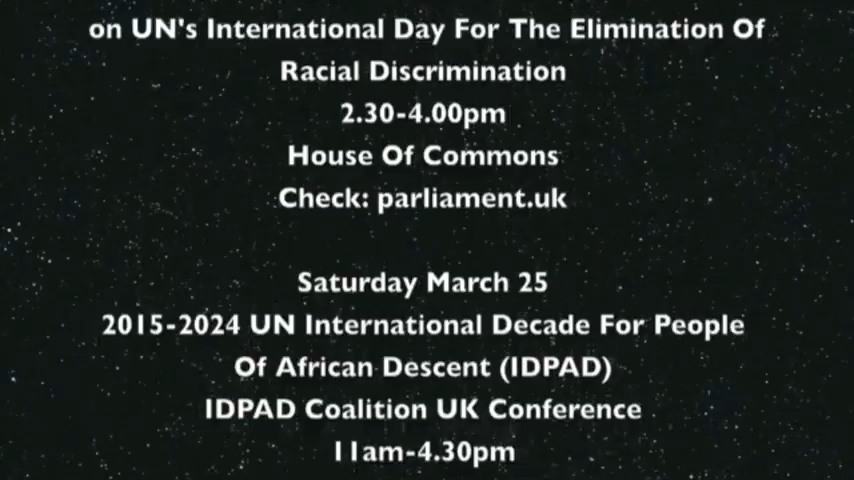 on UN's International Day For The Elimination Of
Racial Discrimination
2.30-4.00pm
House Of Commons
Check: parliament.uk
Saturday March 25
2015-2024 UN International Decade For People
Of African Descent (IDPAD)
IDPAD Coalition UK Conference
11am-4.30pm